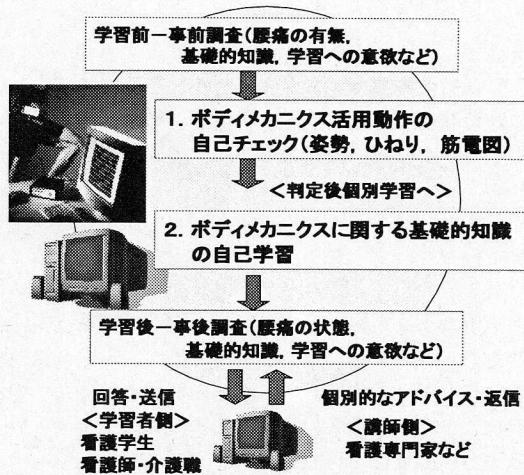 学習前－事前調査(腰痛の有無,
基礎的知識, 学習への意欲など)
1. ボディメカニクス活用動作の
自己チェック(姿勢, ひねり, 筋電図)
＜判定後個別学習へ＞
2. ボディメカニクスに関する基礎的知識
の自己学習
学習後－事後調査(腰痛の状態,
基礎的知識, 学習への意欲など)
回答・送信
＜学習者側＞
看護学生
看護師・介護職
個別的なアドバイス・返信
＜講師側＞
看護専門家など